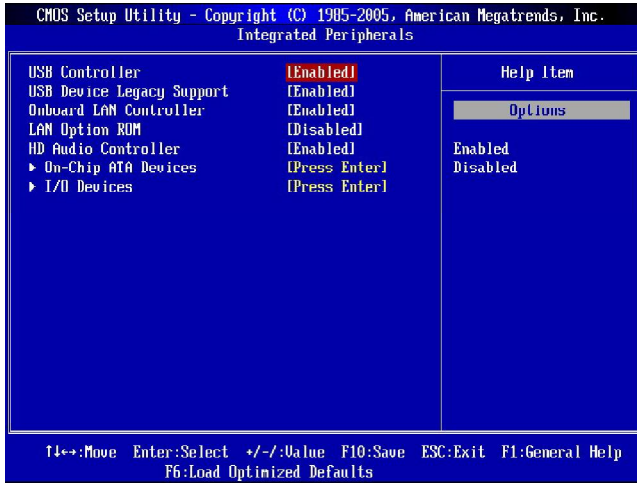 CMOS Setup Utility - Copyright (C) 1985-2005, American Megatrends, Inc.
Integrated Peripherals
USB Controller [Enabled]
USB Device Legacy Support [Enabled]
Onboard LAN Controller [Enabled]
LAN Option ROM [Disabled]
HD Audio Controller [Enabled]
▶ On-Chip ATA Devices [Press Enter]
▶ I/O Devices [Press Enter]
Help Item
Options
Enabled
Disabled
↑↓←→:Move Enter:Select +/-/:Value F10:Save ESC:Exit F1:General Help
F6:Load Optimized Defaults